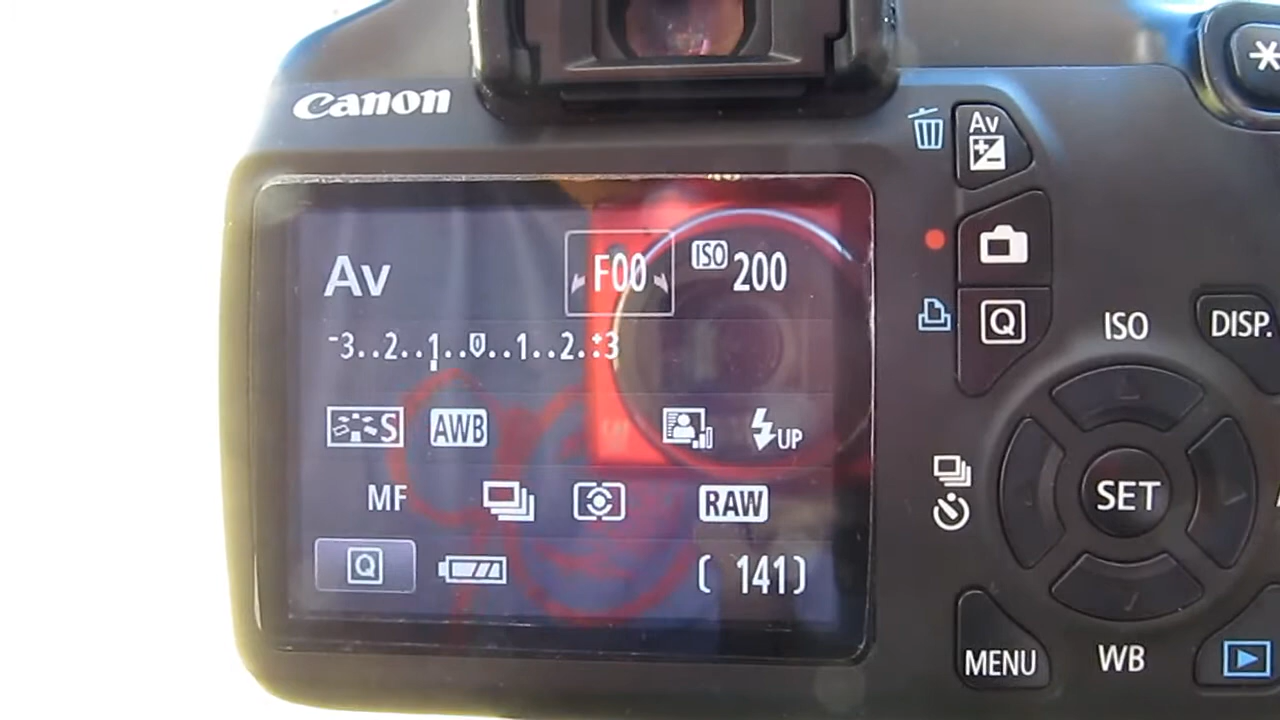 Canon
Av
Av F00 ISO 200
-3..2..1..0..1..2..+3
S AWB UP
MF RAW
Q (141)
Q
ISO DISP.
SET
MENU WB